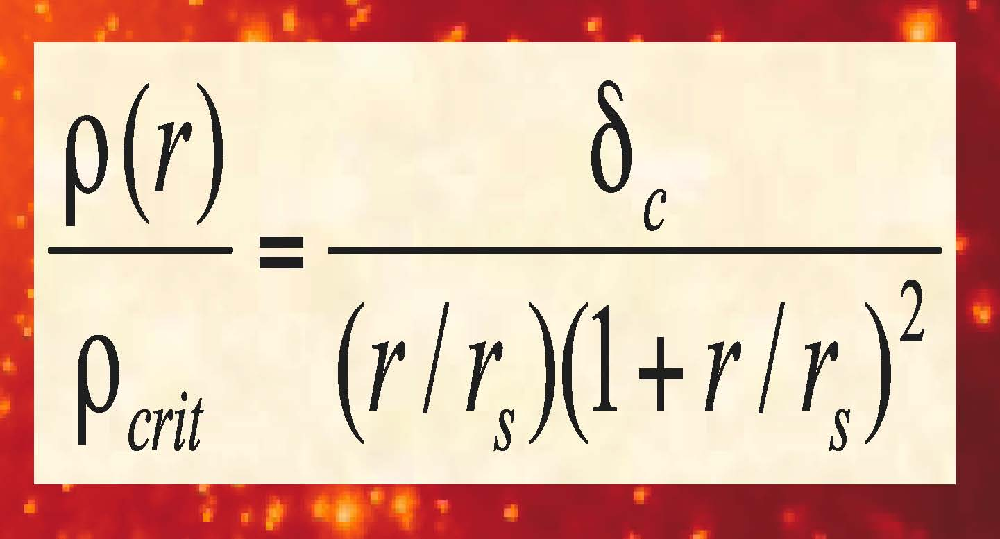 ρ(r) / ρ_crit = δ_c / (r / r_s)(1 + r / r_s)²